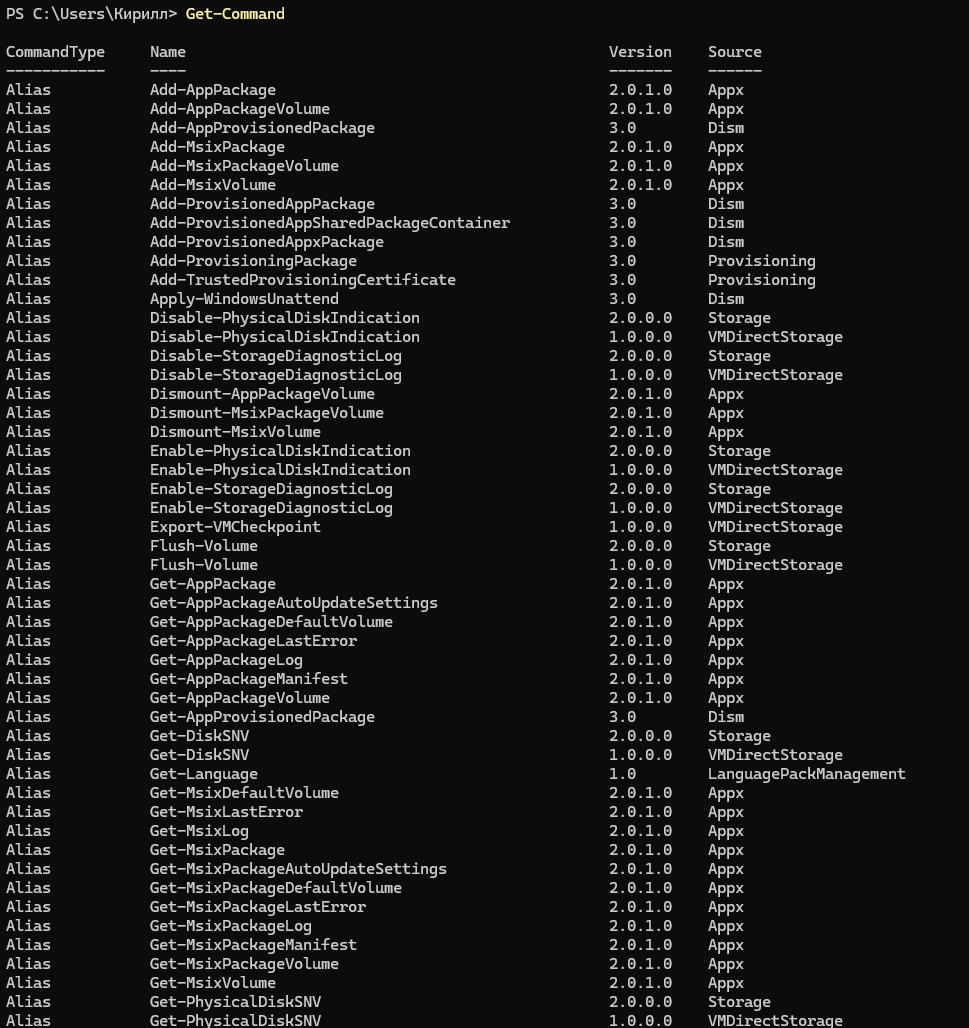 PS C:\Users\Кирилл> Get-Command
CommandType Name Version Source
----------- ---- ------- ------
Alias Add-AppPackage 2.0.1.0 Appx
Alias Add-AppPackageVolume 2.0.1.0 Appx
Alias Add-AppProvisionedPackage 3.0 Dism
Alias Add-MsixPackage 2.0.1.0 Appx
Alias Add-MsixPackageVolume 2.0.1.0 Appx
Alias Add-MsixVolume 2.0.1.0 Appx
Alias Add-ProvisionedAppPackage 3.0 Dism
Alias Add-ProvisionedAppSharedPackageContainer 3.0 Dism
Alias Add-ProvisionedAppxPackage 3.0 Dism
Alias Add-ProvisioningPackage 3.0 Provisioning
Alias Add-TrustedProvisioningCertificate 3.0 Provisioning
Alias Apply-WindowsUnattend 3.0 Dism
Alias Disable-PhysicalDiskIndication 2.0.0.0 Storage
Alias Disable-PhysicalDiskIndication 1.0.0.0 VMDirectStorage
Alias Disable-StorageDiagnosticLog 2.0.0.0 Storage
Alias Disable-StorageDiagnosticLog 1.0.0.0 VMDirectStorage
Alias Dismount-AppPackageVolume 2.0.1.0 Appx
Alias Dismount-MsixPackageVolume 2.0.1.0 Appx
Alias Dismount-MsixVolume 2.0.1.0 Appx
Alias Enable-PhysicalDiskIndication 2.0.0.0 Storage
Alias Enable-PhysicalDiskIndication 1.0.0.0 VMDirectStorage
Alias Enable-StorageDiagnosticLog 2.0.0.0 Storage
Alias Enable-StorageDiagnosticLog 1.0.0.0 VMDirectStorage
Alias Export-VMCheckpoint 1.0.0.0 VMDirectStorage
Alias Flush-Volume 2.0.0.0 Storage
Alias Flush-Volume 1.0.0.0 VMDirectStorage
Alias Get-AppPackage 2.0.1.0 Appx
Alias Get-AppPackageAutoUpdateSettings 2.0.1.0 Appx
Alias Get-AppPackageDefaultVolume 2.0.1.0 Appx
Alias Get-AppPackageLastError 2.0.1.0 Appx
Alias Get-AppPackageLog 2.0.1.0 Appx
Alias Get-AppPackageManifest 2.0.1.0 Appx
Alias Get-AppPackageVolume 2.0.1.0 Appx
Alias Get-AppProvisionedPackage 3.0 Dism
Alias Get-DiskSNV 2.0.0.0 Storage
Alias Get-DiskSNV 1.0.0.0 VMDirectStorage
Alias Get-Language 1.0 LanguagePackManagement
Alias Get-MsixDefaultVolume 2.0.1.0 Appx
Alias Get-MsixLastError 2.0.1.0 Appx
Alias Get-MsixLog 2.0.1.0 Appx
Alias Get-MsixPackage 2.0.1.0 Appx
Alias Get-MsixPackageAutoUpdateSettings 2.0.1.0 Appx
Alias Get-MsixPackageDefaultVolume 2.0.1.0 Appx
Alias Get-MsixPackageLastError 2.0.1.0 Appx
Alias Get-MsixPackageLog 2.0.1.0 Appx
Alias Get-MsixPackageManifest 2.0.1.0 Appx
Alias Get-MsixPackageVolume 2.0.1.0 Appx
Alias Get-MsixVolume 2.0.1.0 Appx
Alias Get-PhysicalDiskSNV 2.0.0.0 Storage
Alias Get-PhysicalDiskSNV 1.0.0.0 VMDirectStorage